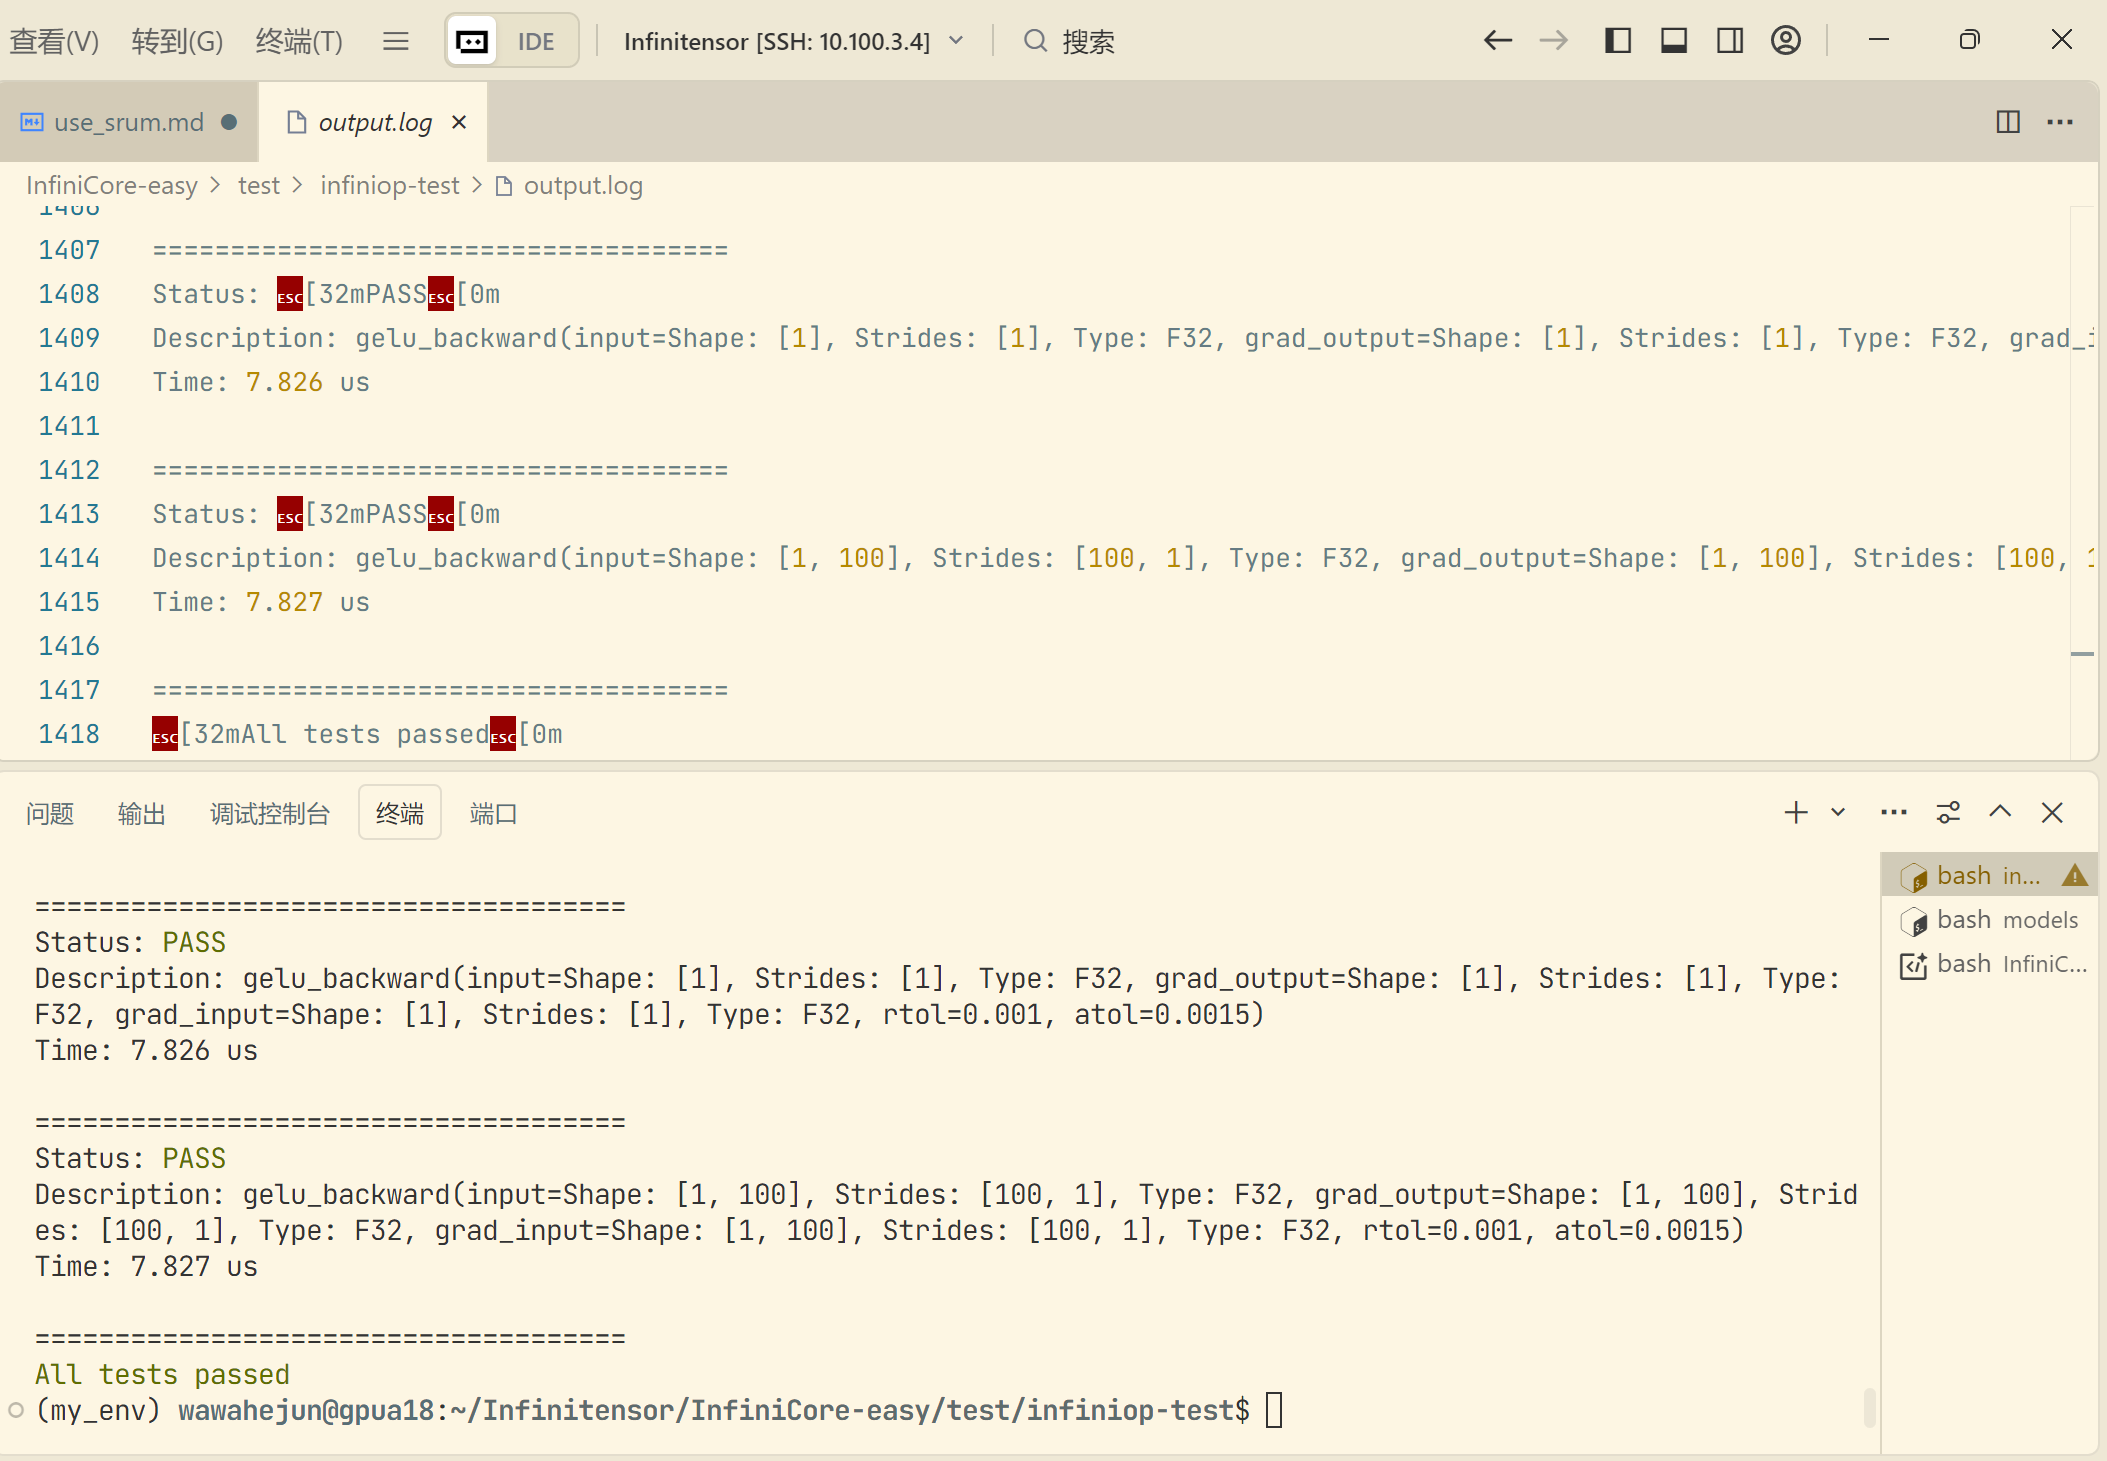 查看(V) 转到(G) 终端(T) IDE Infinitensor [SSH: 10.100.3.4] 搜索
use_srum.md output.log
InfiniCore-easy > test > infiniop-test > output.log
1406
1407 =====================================
1408 Status: ESC[32mPASSESC[0m
1409 Description: gelu_backward(input=Shape: [1], Strides: [1], Type: F32, grad_output=Shape: [1], Strides: [1], Type: F32, grad_i
1410 Time: 7.826 us
1411
1412 =====================================
1413 Status: ESC[32mPASSESC[0m
1414 Description: gelu_backward(input=Shape: [1, 100], Strides: [100, 1], Type: F32, grad_output=Shape: [1, 100], Strides: [100, 1
1415 Time: 7.827 us
1416
1417 =====================================
1418 ESC[32mAll tests passedESC[0m
问题 输出 调试控制台 终端 端口
=====================================
Status: PASS
Description: gelu_backward(input=Shape: [1], Strides: [1], Type: F32, grad_output=Shape: [1], Strides: [1], Type:
F32, grad_input=Shape: [1], Strides: [1], Type: F32, rtol=0.001, atol=0.0015)
Time: 7.826 us
=====================================
Status: PASS
Description: gelu_backward(input=Shape: [1, 100], Strides: [100, 1], Type: F32, grad_output=Shape: [1, 100], Strid
es: [100, 1], Type: F32, grad_input=Shape: [1, 100], Strides: [100, 1], Type: F32, rtol=0.001, atol=0.0015)
Time: 7.827 us
=====================================
All tests passed
(my_env) wawahejun@gpua18:~/Infinitensor/InfiniCore-easy/test/infiniop-test$
bash in...
bash models
bash InfiniC...